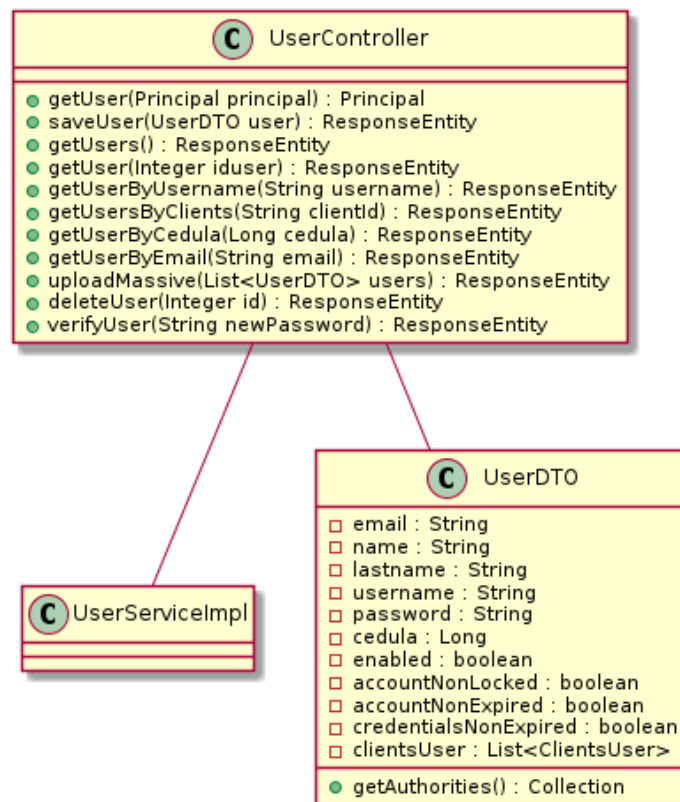 C UserController
getUser(Principal principal) : Principal
saveUser(UserDTO user) : ResponseEntity
getUsers() : ResponseEntity
getUser(Integer iduser) : ResponseEntity
getUserByUsername(String username) : ResponseEntity
getUsersByClients(String clientId) : ResponseEntity
getUserByCedula(Long cedula) : ResponseEntity
getUserByEmail(String email) : ResponseEntity
uploadMassive(List<UserDTO> users) : ResponseEntity
deleteUser(Integer id) : ResponseEntity
verifyUser(String newPassword) : ResponseEntity
C UserServiceImpl
C UserDTO
email : String
name : String
lastname : String
username : String
password : String
cedula : Long
enabled : boolean
accountNonLocked : boolean
accountNonExpired : boolean
credentialsNonExpired : boolean
clientsUser : List<ClientsUser>
getAuthorities() : Collection